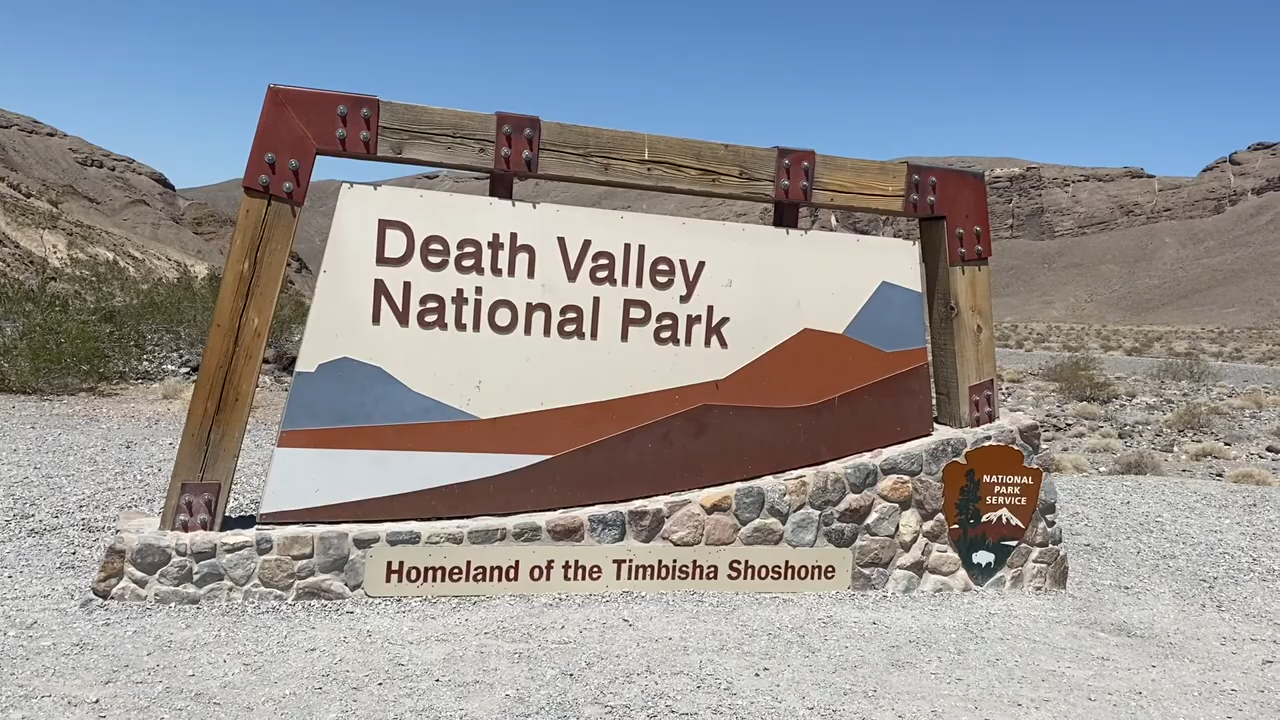 Death Valley
National Park
NATIONAL
PARK
SERVICE
Homeland of the Timbisha Shoshone